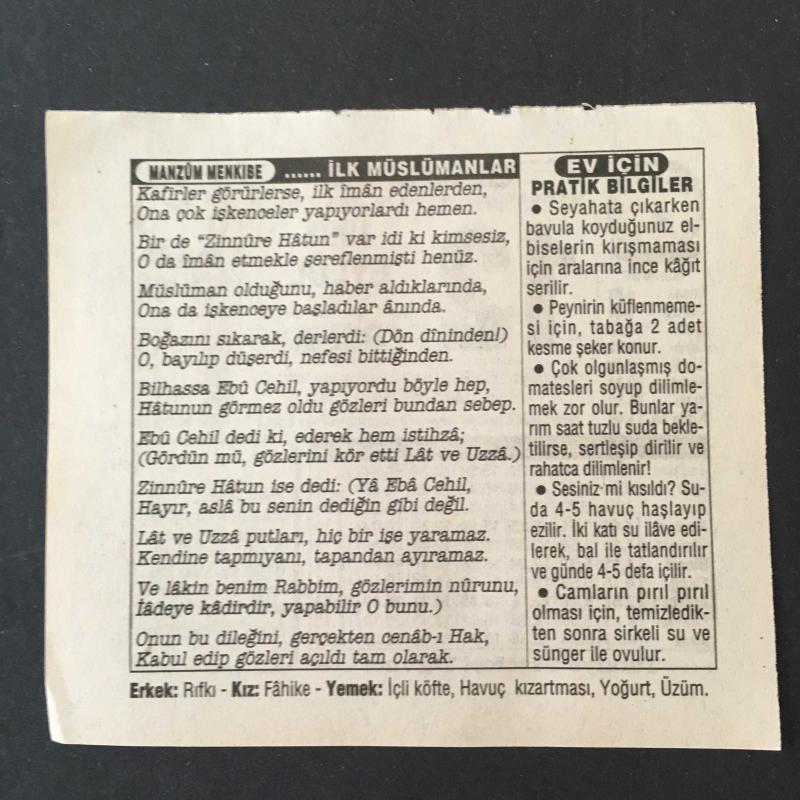 MANZÛM MENKIBE ...... İLK MÜSLÜMANLAR
Kafirler görürlerse, ilk îmân edenlerden,
Ona çok işkenceler yapıyorlardı hemen.
Bir de “Zinnûre Hâtun” var idi ki kimsesiz,
O da îmân etmekle şereflenmişti henüz.
Müslüman olduğunu, haber aldıklarında,
Ona da işkenceye başladılar ânında.
Boğazını sıkarak, derlerdi: (Dön dîninden!)
O, bayılıp düşerdi, nefesi bittiğinden.
Bilhassa Ebû Cehil, yapıyordu böyle hep,
Hâtunun görmez oldu gözleri bundan sebep.
Ebû Cehil dedi ki, ederek hem istihzâ;
(Gördün mü, gözlerini kör etti Lât ve Uzzâ.)
Zinnûre Hâtun ise dedi: (Yâ Ebâ Cehil,
Hayır, aslâ bu senin dediğin gibi değil.
Lât ve Uzzâ putları, hiç bir işe yaramaz.
Kendine tapmıyanı, tapandan ayıramaz.
Ve lâkin benim Rabbim, gözlerimin nûrunu,
İâdeye kâdirdir, yapabilir O bunu.)
Onun bu dileğini, gerçekten cenâb-ı Hak,
Kabul edip gözleri açıldı tam olarak.
EV İÇİN
PRATİK BİLGİLER
● Seyahata çıkarken
bavula koyduğunuz el-
biselerin kırışmaması
için aralarına ince kâğıt
serilir.
● Peynirin küflenmeme-
si için, tabağa 2 adet
kesme şeker konur.
● Çok olgunlaşmış do-
matesleri soyup dilimle-
mek zor olur. Bunlar ya-
rım saat tuzlu suda bekle-
tilirse, sertleşip dirilir ve
rahatca dilimlenir!
● Sesiniz mi kısıldı? Su-
da 4-5 havuç haşlayıp
ezilir. İki katı su ilâve edi-
lerek, bal ile tatlandırılır
ve günde 4-5 defa içilir.
● Camların pırıl pırıl
olması için, temizledik-
ten sonra sirkeli su ve
sünger ile ovulur.
Erkek: Rıfkı - Kız: Fâhike - Yemek: İçli köfte, Havuç kızartması, Yoğurt, Üzüm.